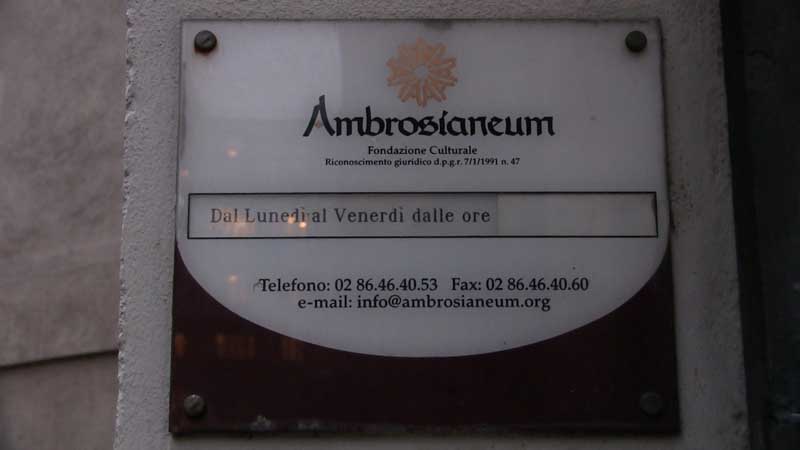 Ambrosianeum
Fondazione Culturale
Riconoscimento giuridico d.p.g.r. 7/1/1991 n. 47
Dal Lunedì al Venerdì dalle ore
Telefono: 02 86.46.40.53 Fax: 02 86.46.40.60
e-mail: info@ambrosianeum.org